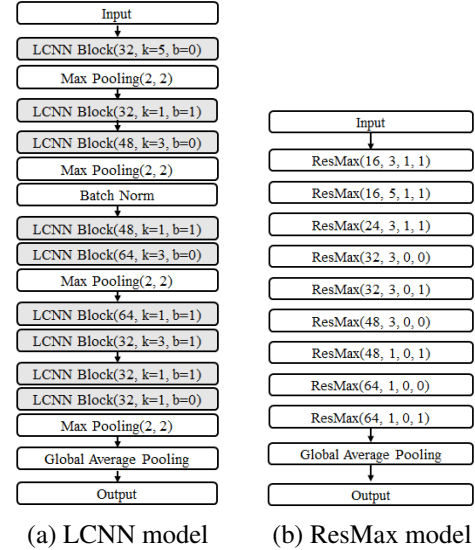 Input
LCNN Block(32, k=5, b=0)
Max Pooling(2, 2)
LCNN Block(32, k=1, b=1)
LCNN Block(48, k=3, b=0)
Max Pooling(2, 2)
Batch Norm
LCNN Block(48, k=1, b=1)
LCNN Block(64, k=3, b=0)
Max Pooling(2, 2)
LCNN Block(64, k=1, b=1)
LCNN Block(32, k=3, b=1)
LCNN Block(32, k=1, b=1)
LCNN Block(32, k=1, b=0)
Max Pooling(2, 2)
Global Average Pooling
Output
(a) LCNN model
Input
ResMax(16, 3, 1, 1)
ResMax(16, 5, 1, 1)
ResMax(24, 3, 1, 1)
ResMax(32, 3, 0, 0)
ResMax(32, 3, 0, 1)
ResMax(48, 3, 0, 0)
ResMax(48, 1, 0, 1)
ResMax(64, 1, 0, 0)
ResMax(64, 1, 0, 1)
Global Average Pooling
Output
(b) ResMax model